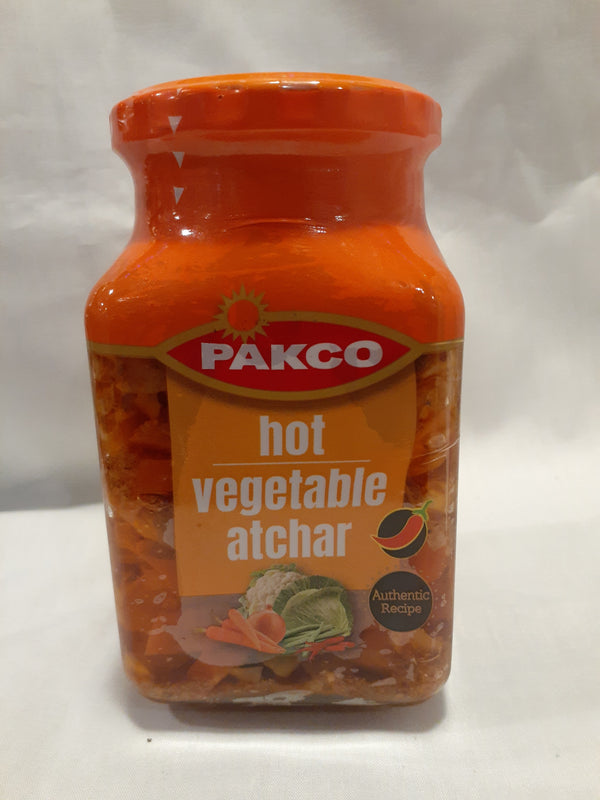 PAKCO
hot
vegetable
atchar
Authentic
Recipe